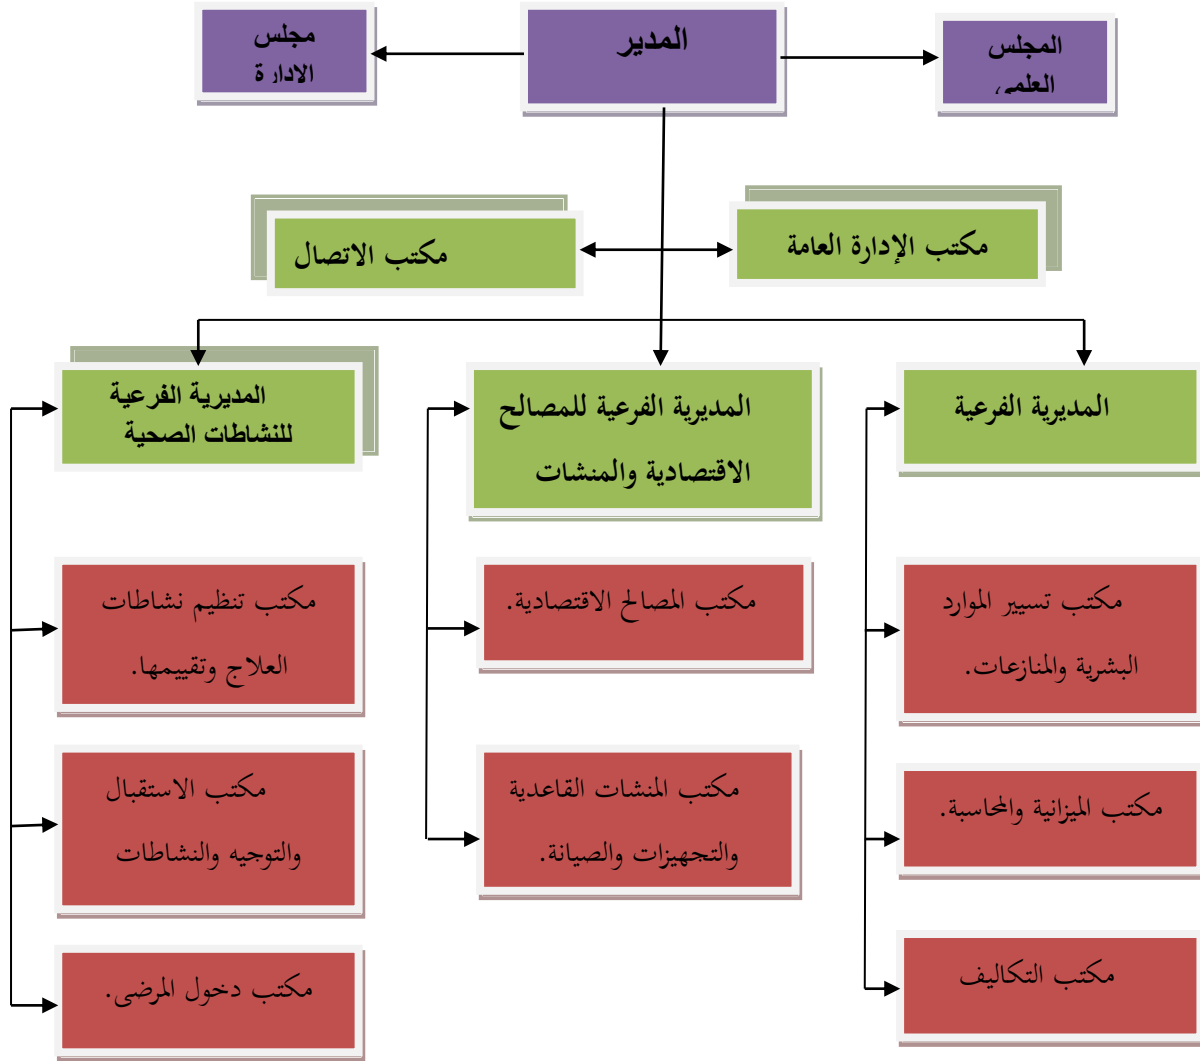 المجلس
العلمي
المدير
مجلس
الادارة
مكتب الإدارة العامة
مكتب الاتصال
المديرية الفرعية
المديرية الفرعية للمصالح
الاقتصادية والمنشات
المديرية الفرعية
للنشاطات الصحية
مكتب تسيير الموارد
البشرية والمنازعات.
مكتب المصالح الاقتصادية.
مكتب تنظيم نشاطات
العلاج وتقييمها.
مكتب الميزانية والمحاسبة.
مكتب المنشات القاعدية
والتجهيزات والصيانة.
مكتب الاستقبال
والتوجيه والنشاطات
مكتب التكاليف
مكتب دخول المرضى.